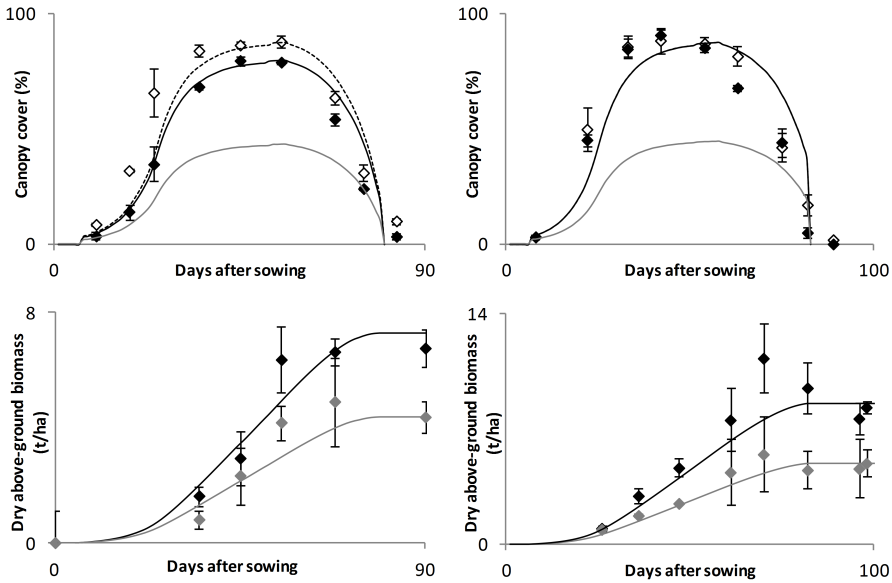 100
Canopy cover (%)
0
0
Days after sowing
90
100
Canopy cover (%)
0
0
Days after sowing
100
8
Dry above-ground biomass
(t/ha)
0
0
Days after sowing
90
14
Dry above-ground biomass
(t/ha)
0
0
Days after sowing
100